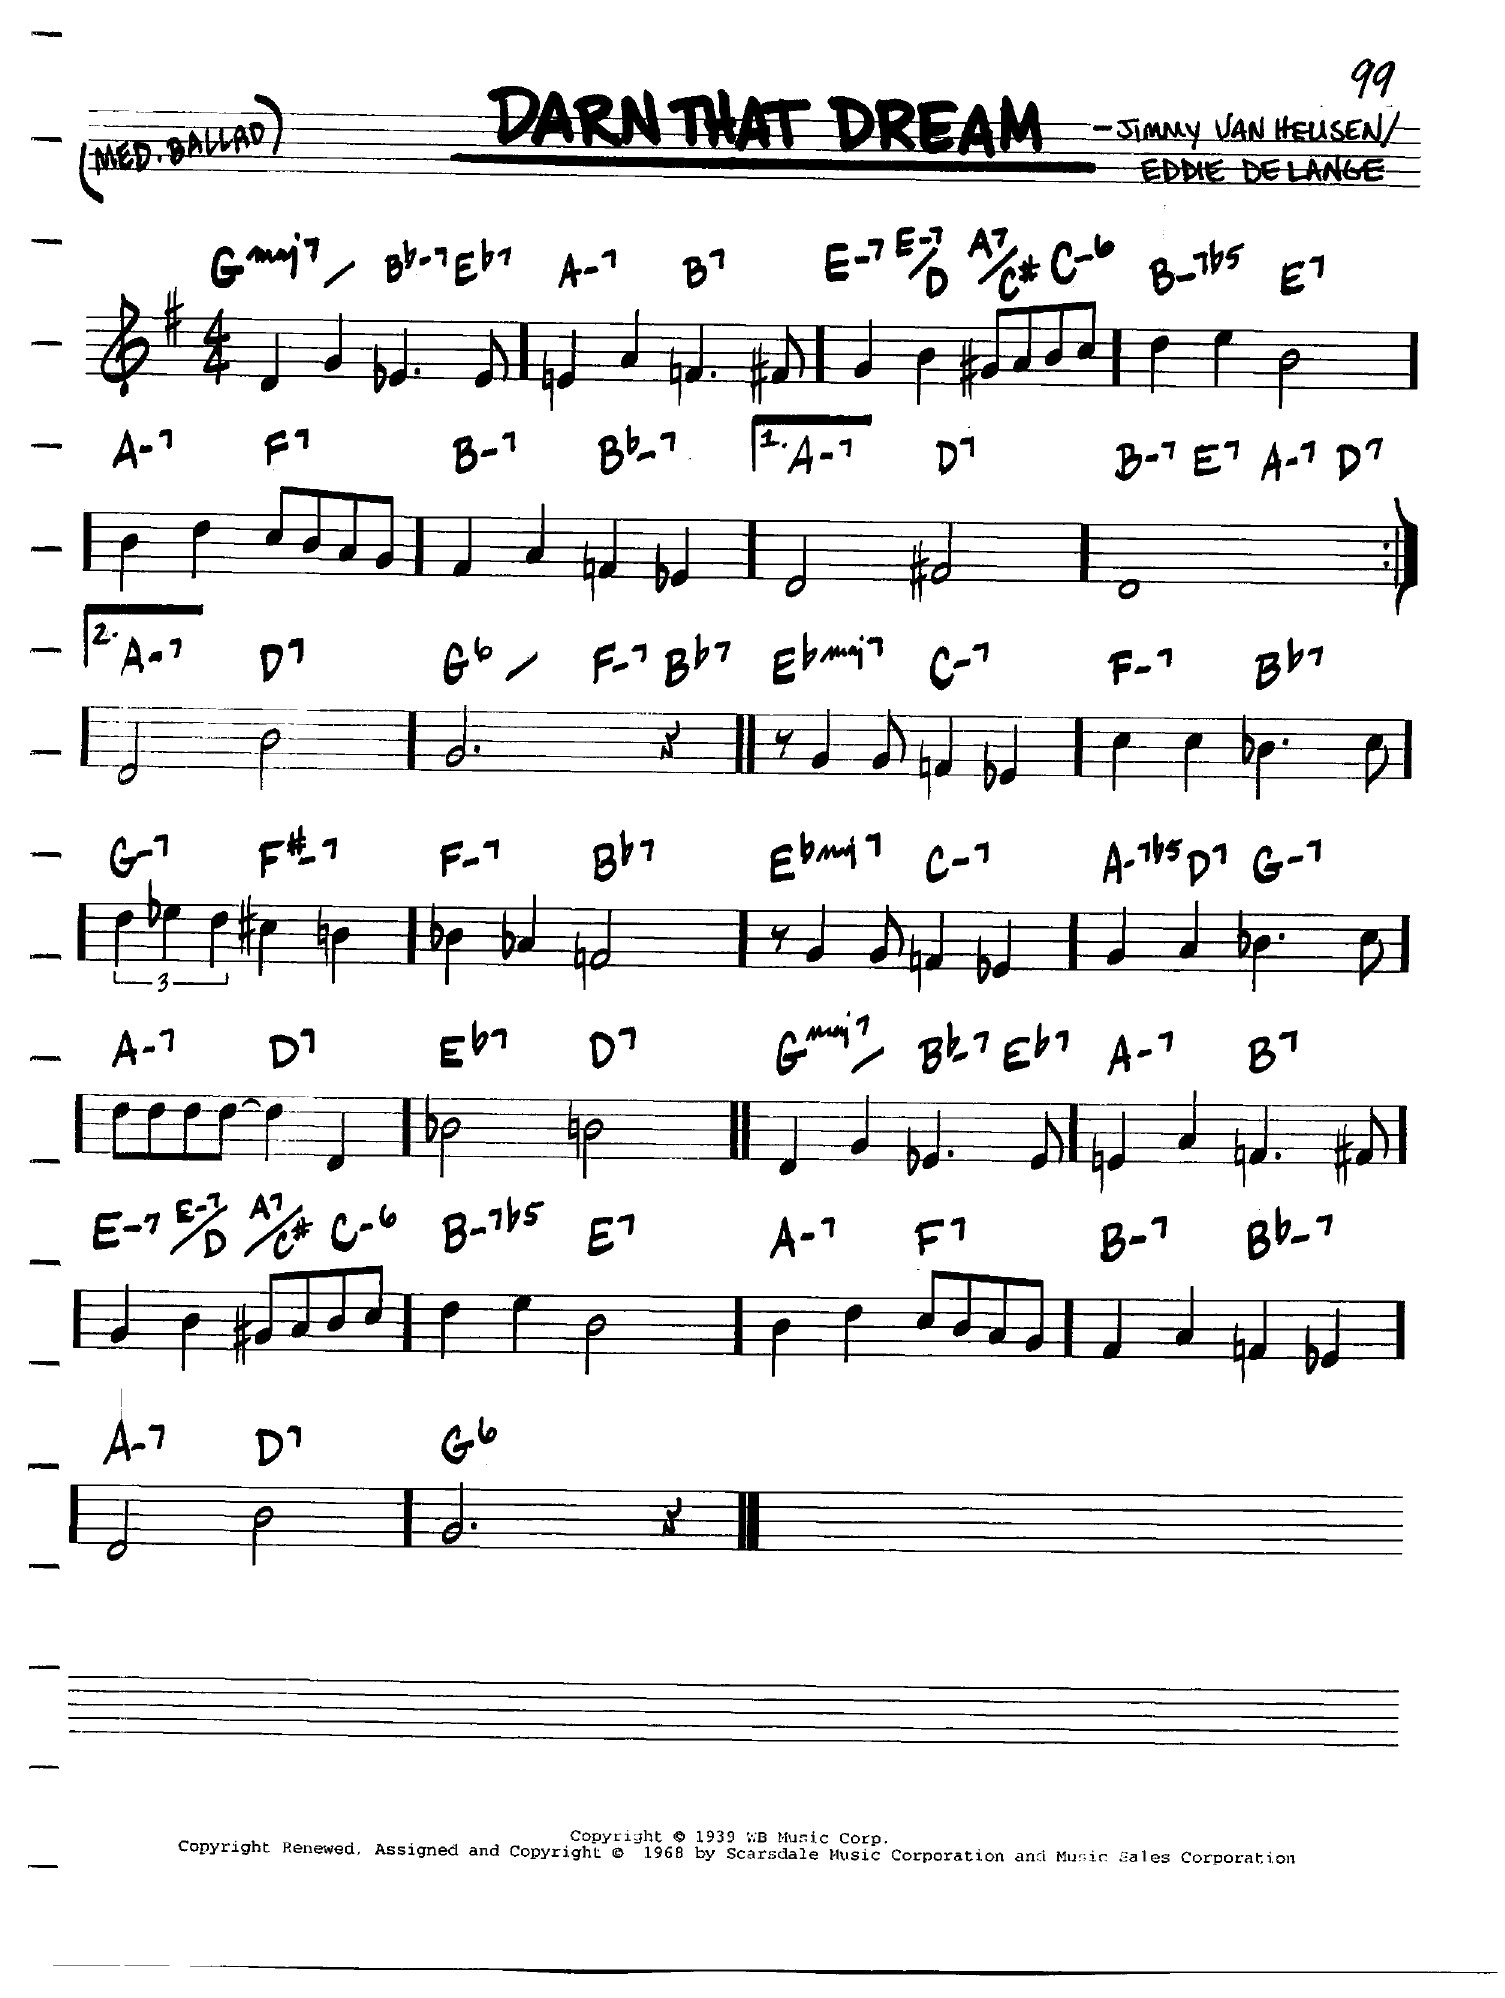 99
DARN THAT DREAM
(MED. BALLAD)
– JIMMY VAN HEUSEN/
EDDIE DE LANGE
Gmaj7 / Bb-7 Eb7 A-7 B7 E-7 E-7/D A7/C# C-6 B-7b5 E7
4/4
A-7 F7 B-7 Bb-7 1. A-7 D7 B-7 E7 A-7 D7
2. A-7 D7 G6 / F-7 Bb7 Ebmaj7 C-7 F-7 Bb7
G-7 F#-7 F-7 Bb7 Ebmaj7 C-7 A-7b5 D7 G-7
3
A-7 D7 Eb7 D7 Gmaj7 / Bb-7 Eb7 A-7 B7
E-7 E-7/D A7/C# C-6 B-7b5 E7 A-7 F7 B-7 Bb-7
A-7 D7 G6
Copyright © 1939 WB Music Corp.
Copyright Renewed, Assigned and Copyright © 1968 by Scarsdale Music Corporation and Music Sales Corporation